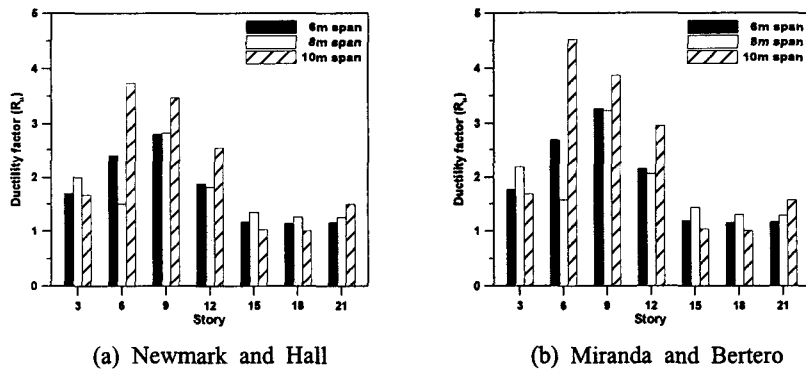 5
4
3
2
1
0
Ductility factor (Rμ)
6m span
8m span
10m span
3 6 9 12 15 18 21
Story
(a) Newmark and Hall
5
4
3
2
1
0
Ductility factor (Rμ)
6m span
8m span
10m span
3 6 9 12 15 18 21
Story
(b) Miranda and Bertero